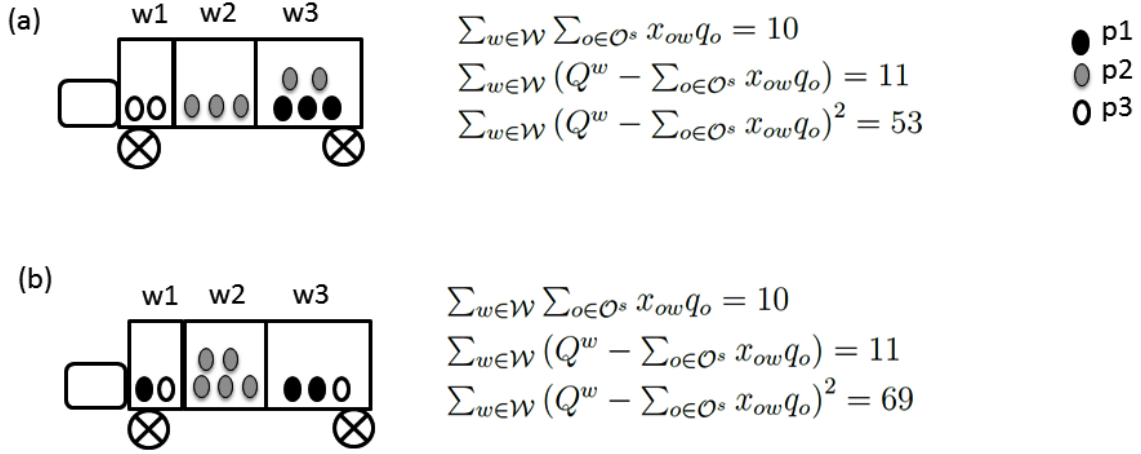 (a)
w1 w2 w3
∑_{w∈𝒲} ∑_{o∈𝒪^s} x_{ow}q_o = 10
∑_{w∈𝒲} (Q^w − ∑_{o∈𝒪^s} x_{ow}q_o) = 11
∑_{w∈𝒲} (Q^w − ∑_{o∈𝒪^s} x_{ow}q_o)^2 = 53
p1
p2
p3
(b)
w1 w2 w3
∑_{w∈𝒲} ∑_{o∈𝒪^s} x_{ow}q_o = 10
∑_{w∈𝒲} (Q^w − ∑_{o∈𝒪^s} x_{ow}q_o) = 11
∑_{w∈𝒲} (Q^w − ∑_{o∈𝒪^s} x_{ow}q_o)^2 = 69